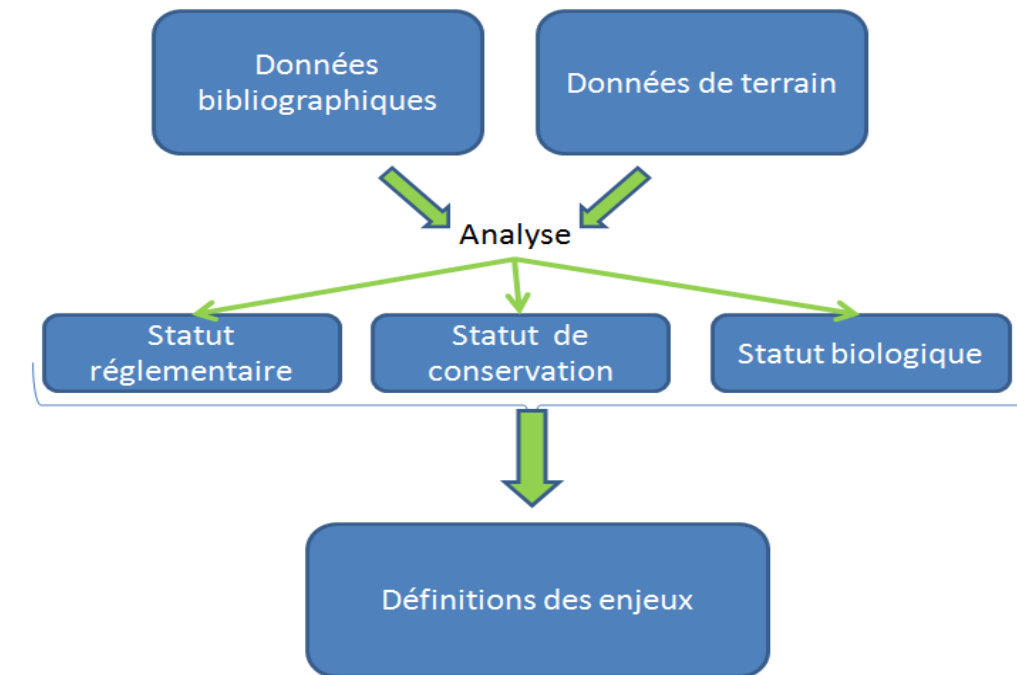 Données
bibliographiques
Données de terrain
Analyse
Statut
réglementaire
Statut de
conservation
Statut biologique
Définitions des enjeux